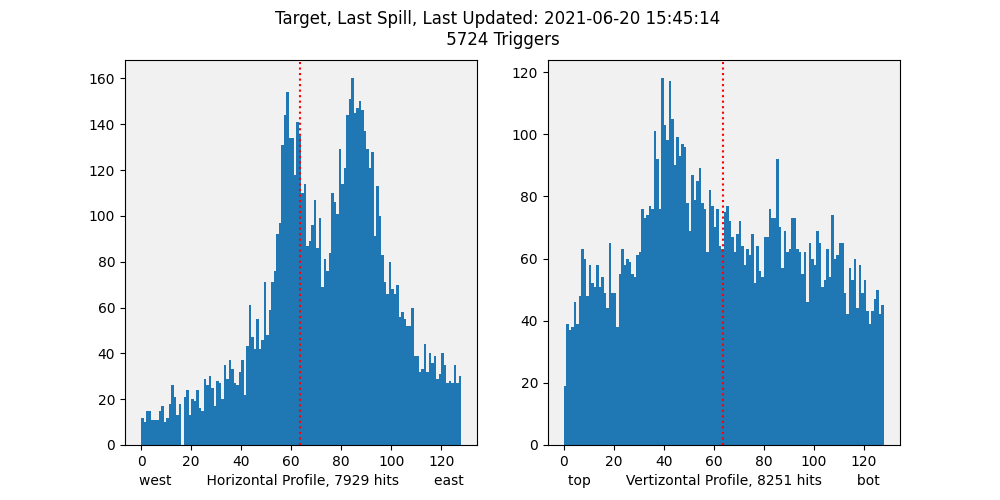 Target, Last Spill, Last Updated: 2021-06-20 15:45:14
5724 Triggers
160
140
120
100
80
60
40
20
0
0 20 40 60 80 100 120
west Horizontal Profile, 7929 hits east
120
100
80
60
40
20
0
0 20 40 60 80 100 120
top Vertizontal Profile, 8251 hits bot